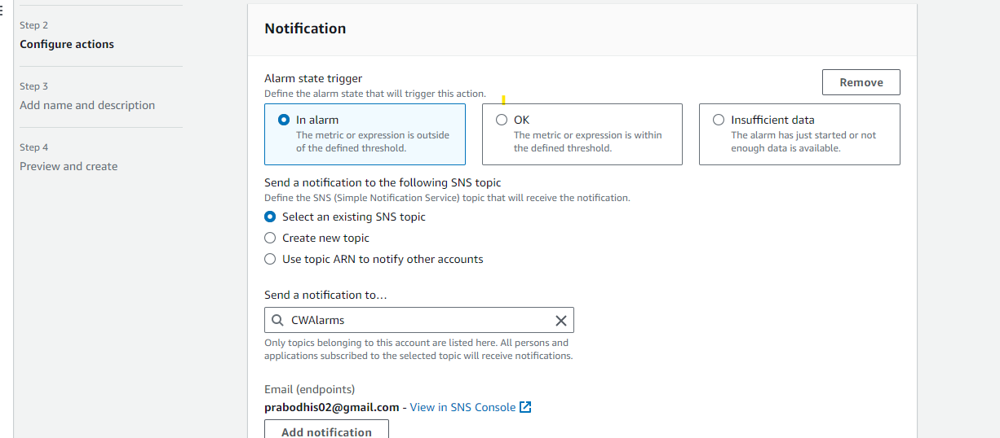 Step 2
Configure actions
Step 3
Add name and description
Step 4
Preview and create
Notification
Alarm state trigger
Define the alarm state that will trigger this action.
Remove
In alarm
The metric or expression is outside
of the defined threshold.
OK
The metric or expression is within
the defined threshold.
Insufficient data
The alarm has just started or not
enough data is available.
Send a notification to the following SNS topic
Define the SNS (Simple Notification Service) topic that will receive the notification.
Select an existing SNS topic
Create new topic
Use topic ARN to notify other accounts
Send a notification to…
CWAlarms
Only topics belonging to this account are listed here. All persons and
applications subscribed to the selected topic will receive notifications.
Email (endpoints)
prabodhis02@gmail.com - View in SNS Console
Add notification